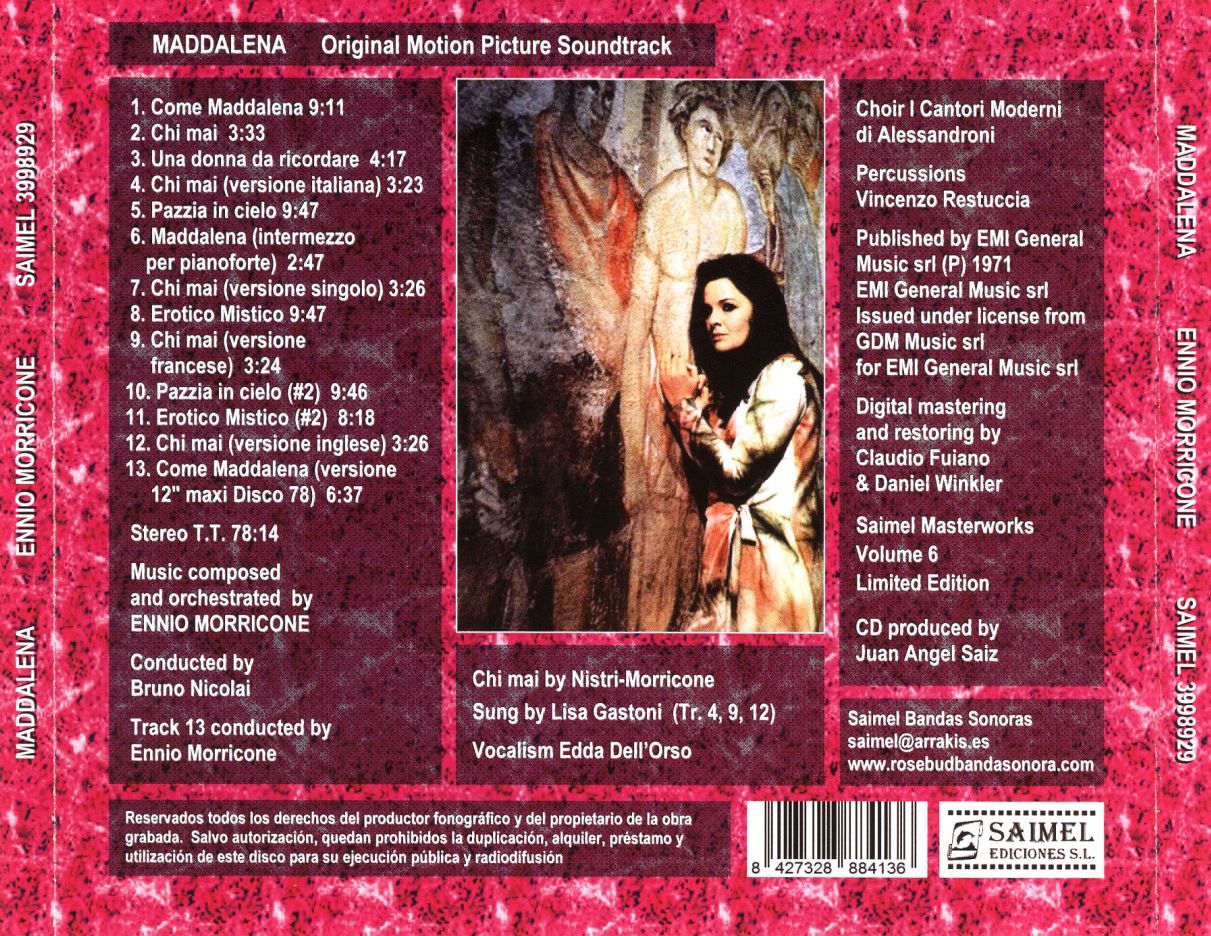 MADDALENA Original Motion Picture Soundtrack
1. Come Maddalena 9:11
2. Chi mai 3:33
3. Una donna da ricordare 4:17
4. Chi mai (versione italiana) 3:23
5. Pazzia in cielo 9:47
6. Maddalena (intermezzo
per pianoforte) 2:47
7. Chi mai (versione singolo) 3:26
8. Erotico Mistico 9:47
9. Chi mai (versione
francese) 3:24
10. Pazzia in cielo (#2) 9:46
11. Erotico Mistico (#2) 8:18
12. Chi mai (versione inglese) 3:26
13. Come Maddalena (versione
12" maxi Disco 78) 6:37
Stereo T.T. 78:14
Music composed
and orchestrated by
ENNIO MORRICONE
Conducted by
Bruno Nicolai
Track 13 conducted by
Ennio Morricone
Chi mai by Nistri-Morricone
Sung by Lisa Gastoni (Tr. 4, 9, 12)
Vocalism Edda Dell'Orso
Choir I Cantori Moderni
di Alessandroni
Percussions
Vincenzo Restuccia
Published by EMI General
Music srl (P) 1971
EMI General Music srl
Issued under license from
GDM Music srl
for EMI General Music srl
Digital mastering
and restoring by
Claudio Fuiano
& Daniel Winkler
Saimel Masterworks
Volume 6
Limited Edition
CD produced by
Juan Angel Saiz
Saimel Bandas Sonoras
saimel@arrakis.es
www.rosebudbandasonora.com
Reservados todos los derechos del productor fonográfico y del propietario de la obra
grabada. Salvo autorización, quedan prohibidos la duplicación, alquiler, préstamo y
utilización de este disco para su ejecución pública y radiodifusión
8 427328 884136
SAIMEL
EDICIONES S.L.
MADDALENA ENNIO MORRICONE SAIMEL 3998929
MADDALENA ENNIO MORRICONE SAIMEL 3998929